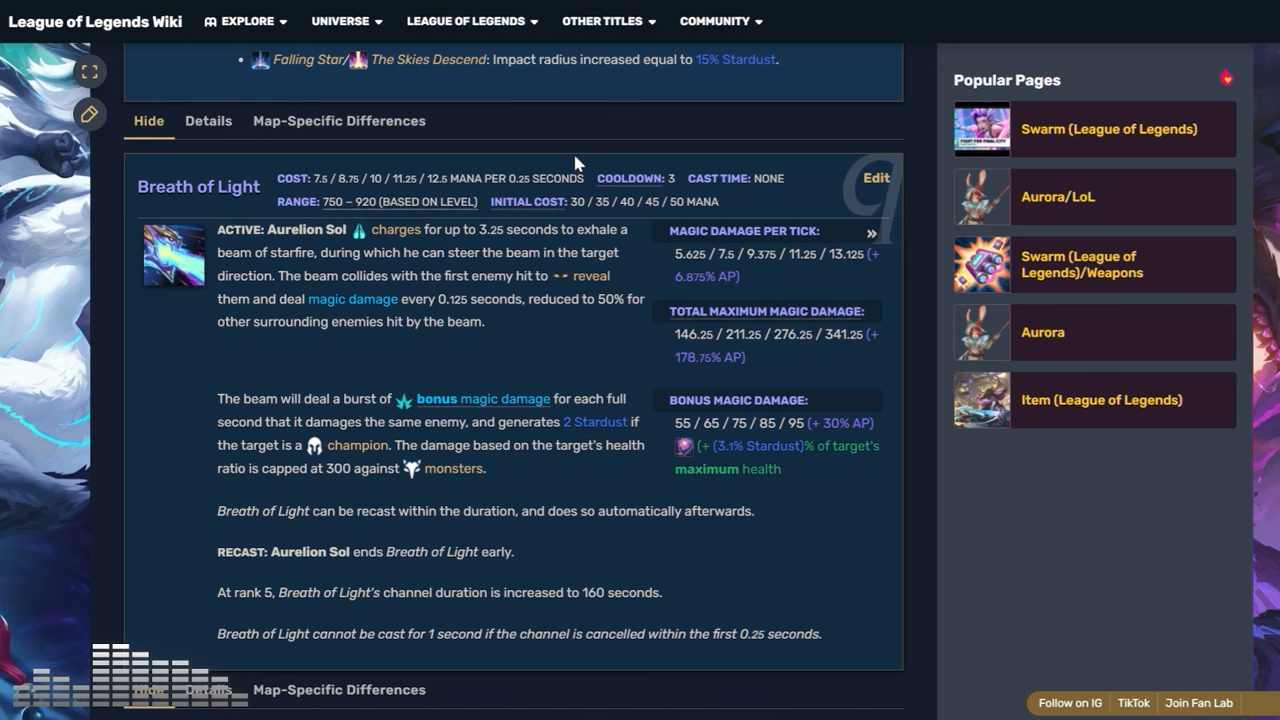 League of Legends Wiki
EXPLORE
UNIVERSE
LEAGUE OF LEGENDS
OTHER TITLES
COMMUNITY
• Falling Star/ The Skies Descend: Impact radius increased equal to 15% Stardust.
Hide Details Map-Specific Differences
Breath of Light
COST: 7.5 / 8.75 / 10 / 11.25 / 12.5 MANA PER 0.25 SECONDS COOLDOWN: 3 CAST TIME: NONE
RANGE: 750 – 920 (BASED ON LEVEL) INITIAL COST: 30 / 35 / 40 / 45 / 50 MANA
Edit
q
ACTIVE: Aurelion Sol charges for up to 3.25 seconds to exhale a
beam of starfire, during which he can steer the beam in the target
direction. The beam collides with the first enemy hit to reveal
them and deal magic damage every 0.125 seconds, reduced to 50% for
other surrounding enemies hit by the beam.
MAGIC DAMAGE PER TICK: »
5.625 / 7.5 / 9.375 / 11.25 / 13.125 (+
6.875% AP)
TOTAL MAXIMUM MAGIC DAMAGE:
146.25 / 211.25 / 276.25 / 341.25 (+
178.75% AP)
The beam will deal a burst of bonus magic damage for each full
second that it damages the same enemy, and generates 2 Stardust if
the target is a champion. The damage based on the target's health
ratio is capped at 300 against monsters.
BONUS MAGIC DAMAGE:
55 / 65 / 75 / 85 / 95 (+ 30% AP)
(+ (3.1% Stardust)% of target's
maximum health
Breath of Light can be recast within the duration, and does so automatically afterwards.
RECAST: Aurelion Sol ends Breath of Light early.
At rank 5, Breath of Light's channel duration is increased to 160 seconds.
Breath of Light cannot be cast for 1 second if the channel is cancelled within the first 0.25 seconds.
Hide Details Map-Specific Differences
Popular Pages
Swarm (League of Legends)
Aurora/LoL
Swarm (League of
Legends)/Weapons
Aurora
Item (League of Legends)
Follow on IG TikTok Join Fan Lab